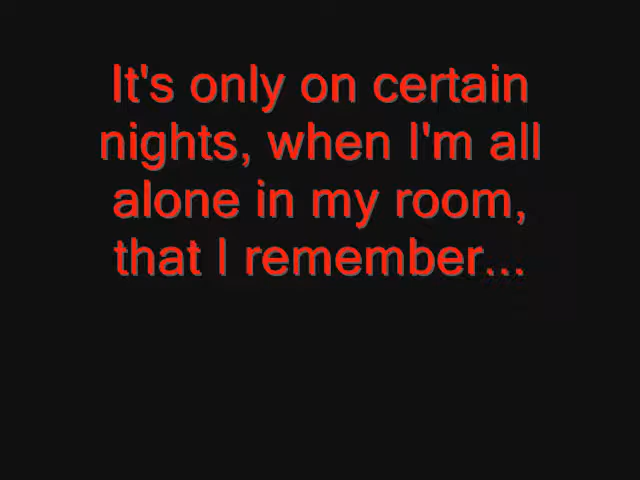 It's only on certain
nights, when I'm all
alone in my room,
that I remember...